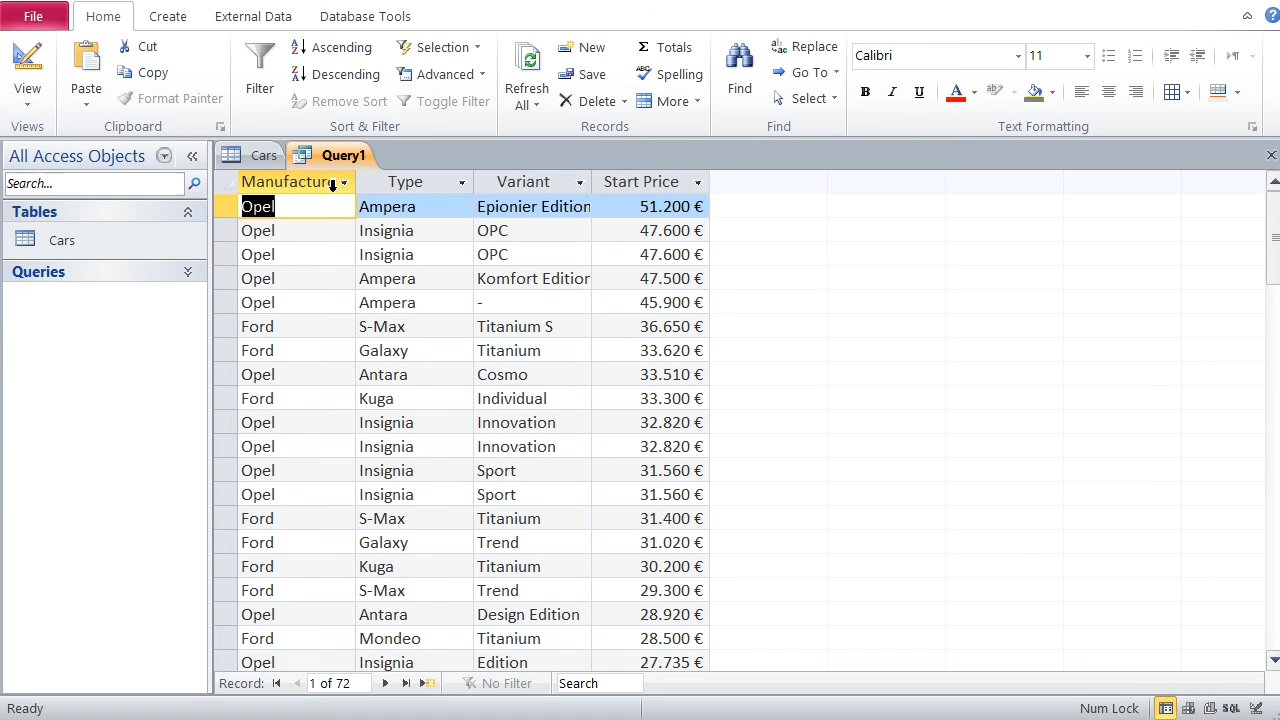 File Home Create External Data Database Tools
View
Views
Paste
Cut
Copy
Format Painter
Clipboard
Filter
Ascending
Descending
Remove Sort
Selection
Advanced
Toggle Filter
Sort & Filter
Refresh
All
New
Save
Delete
Totals
Spelling
More
Records
Find
Replace
Go To
Select
Find
Calibri 11
B I U A
Text Formatting
All Access Objects
Search...
Tables
Cars
Queries
Cars Query1
Manufacture Type Variant Start Price
Opel Ampera Epionier Edition 51.200 €
Opel Insignia OPC 47.600 €
Opel Insignia OPC 47.600 €
Opel Ampera Komfort Edition 47.500 €
Opel Ampera - 45.900 €
Ford S-Max Titanium S 36.650 €
Ford Galaxy Titanium 33.620 €
Opel Antara Cosmo 33.510 €
Ford Kuga Individual 33.300 €
Opel Insignia Innovation 32.820 €
Opel Insignia Innovation 32.820 €
Opel Insignia Sport 31.560 €
Opel Insignia Sport 31.560 €
Ford S-Max Titanium 31.400 €
Ford Galaxy Trend 31.020 €
Ford Kuga Titanium 30.200 €
Ford S-Max Trend 29.300 €
Opel Antara Design Edition 28.920 €
Ford Mondeo Titanium 28.500 €
Opel Insignia Edition 27.735 €
Record: 1 of 72 No Filter Search
Ready Num Lock SQL